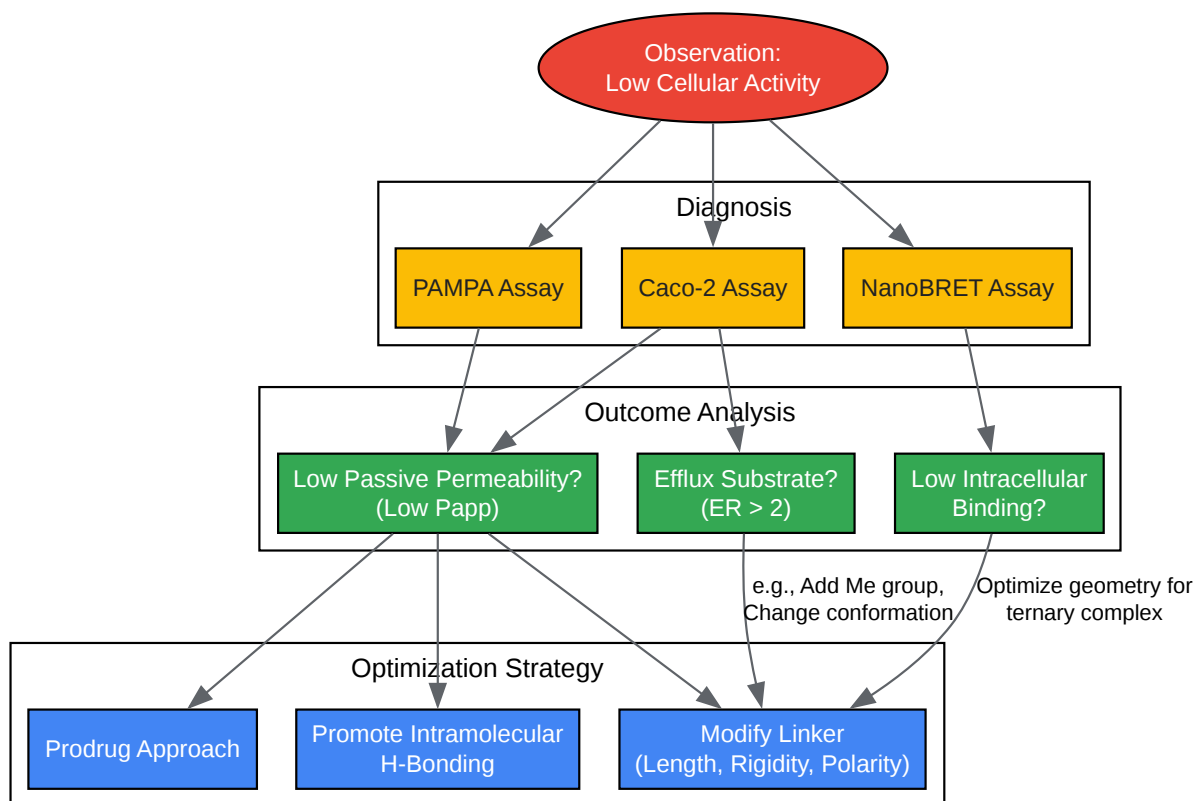 Observation:
Low Cellular Activity
Diagnosis
PAMPA Assay
Caco-2 Assay
NanoBRET Assay
Outcome Analysis
Low Passive Permeability?
(Low Papp)
Efflux Substrate?
(ER > 2)
Low Intracellular
Binding?
e.g., Add Me group,
Change conformation
Optimize geometry for
ternary complex
Optimization Strategy
Prodrug Approach
Promote Intramolecular
H-Bonding
Modify Linker
(Length, Rigidity, Polarity)